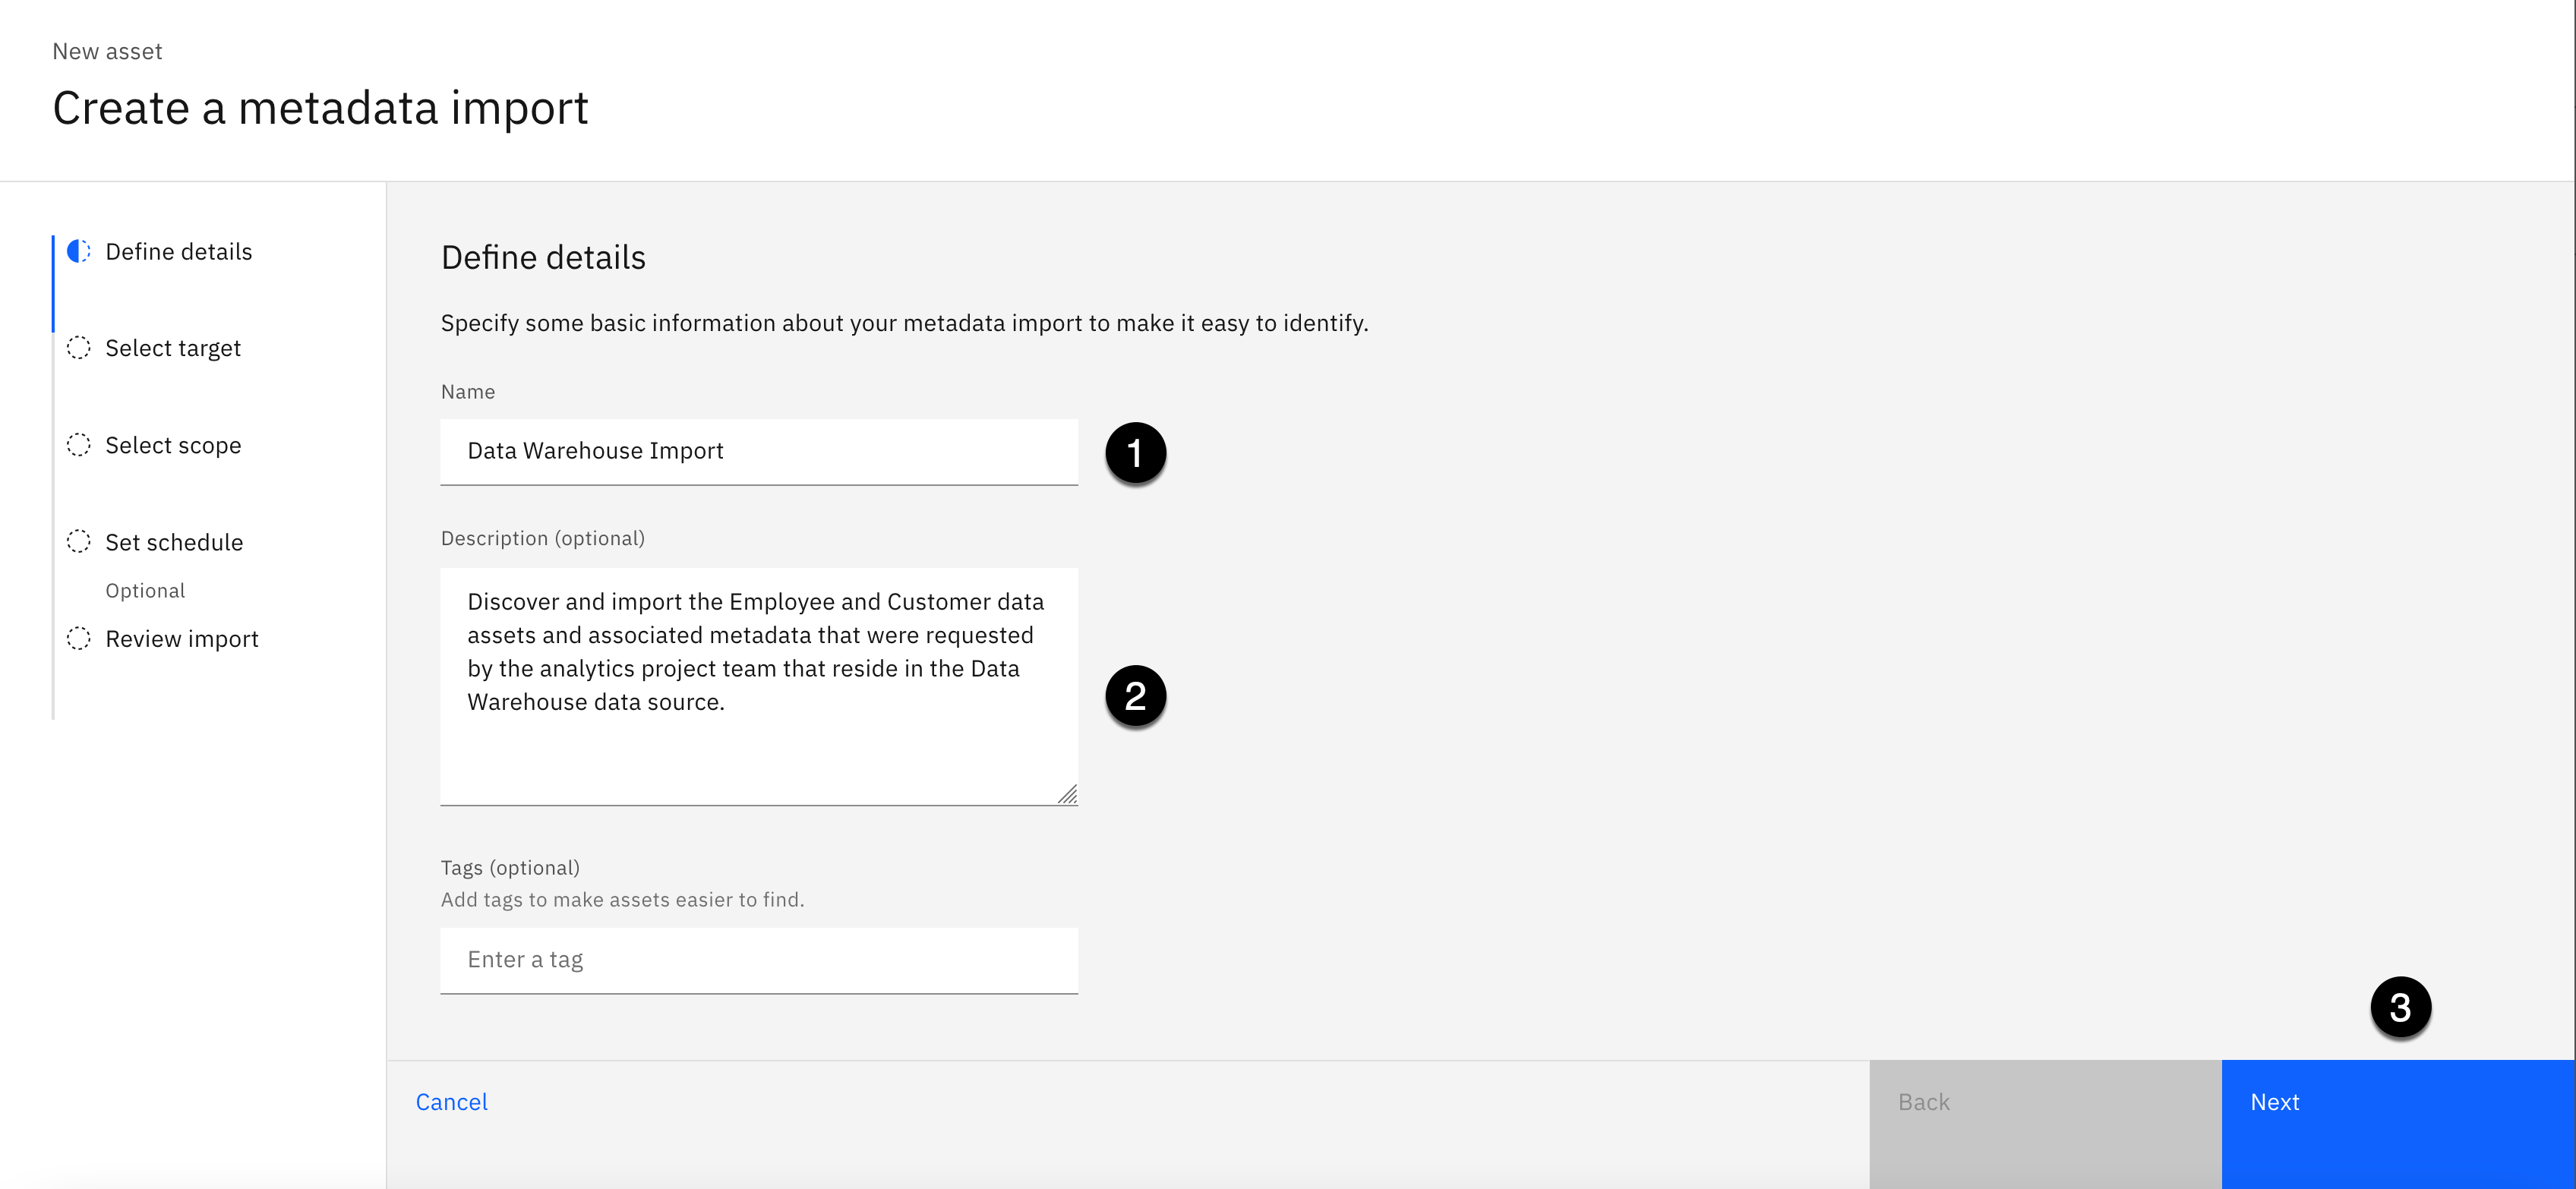 New asset
Create a metadata import
Define details
Select target
Select scope
Set schedule
Optional
Review import
Define details
Specify some basic information about your metadata import to make it easy to identify.
Name
Data Warehouse Import
1
Description (optional)
Discover and import the Employee and Customer data
assets and associated metadata that were requested
by the analytics project team that reside in the Data
Warehouse data source.
2
Tags (optional)
Add tags to make assets easier to find.
Enter a tag
3
Cancel
Back
Next